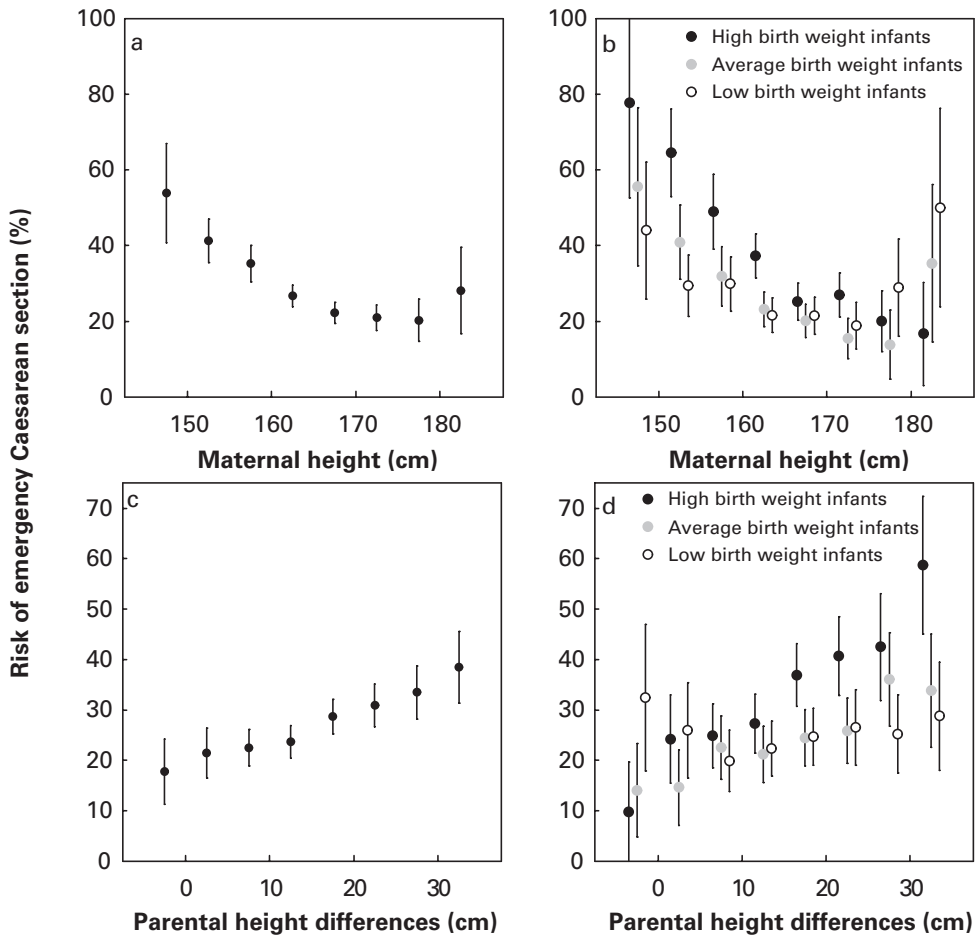 Risk of emergency Caesarean section (%)
a
100
80
60
40
20
0
150 160 170 180
Maternal height (cm)
b
High birth weight infants
Average birth weight infants
Low birth weight infants
100
80
60
40
20
0
150 160 170 180
Maternal height (cm)
c
70
60
50
40
30
20
10
0
0 10 20 30
Parental height differences (cm)
d
High birth weight infants
Average birth weight infants
Low birth weight infants
70
60
50
40
30
20
10
0
0 10 20 30
Parental height differences (cm)